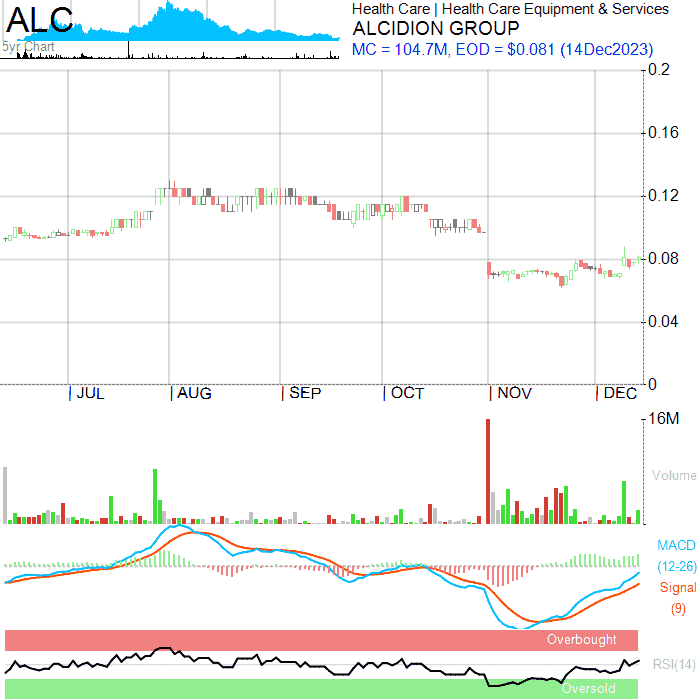 ALC
5yr Chart
Health Care | Health Care Equipment & Services
ALCIDION GROUP
MC = 104.7M, EOD = $0.081 (14Dec2023)
0.2
0.16
0.12
0.08
0.04
0
| JUL | AUG | SEP | OCT | NOV | DEC
16M
Volume
MACD
(12-26)
Signal
(9)
Overbought
RSI(14)
Oversold